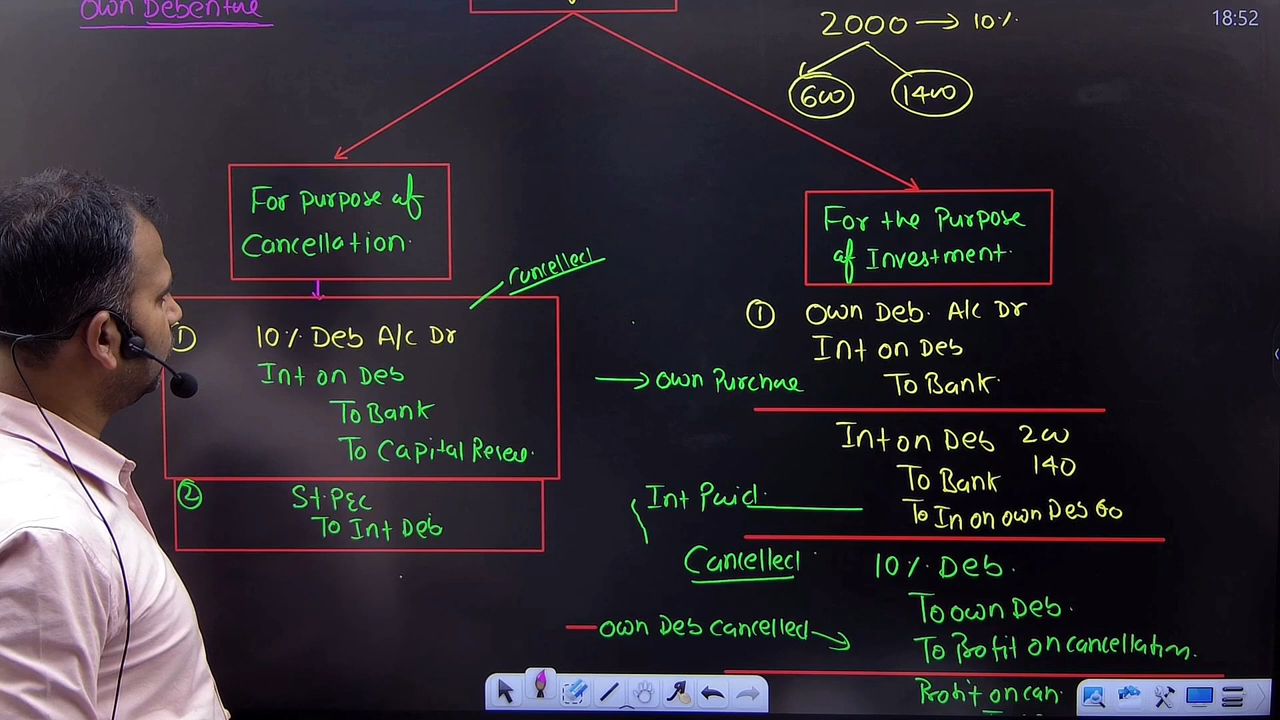 Own Debentue
2000 → 10%
18:52
600
1400
For purpose of
Cancellation.
For the Purpose
of Investment.
Cancelled
① 10% Deb A/c Dr
Int on Deb
To Bank
To Capital Reser.
② St. P&L
To Int Deb
① Own Deb. A/c Dr
Int on Deb
To Bank.
→ Own Purchase
Int on Deb 200
To Bank 140
To In on own Deb 60
Int Paid.
Cancelled
10% Deb.
To own Deb.
To Profit on cancellation.
Own Deb cancelled
Profit on can.